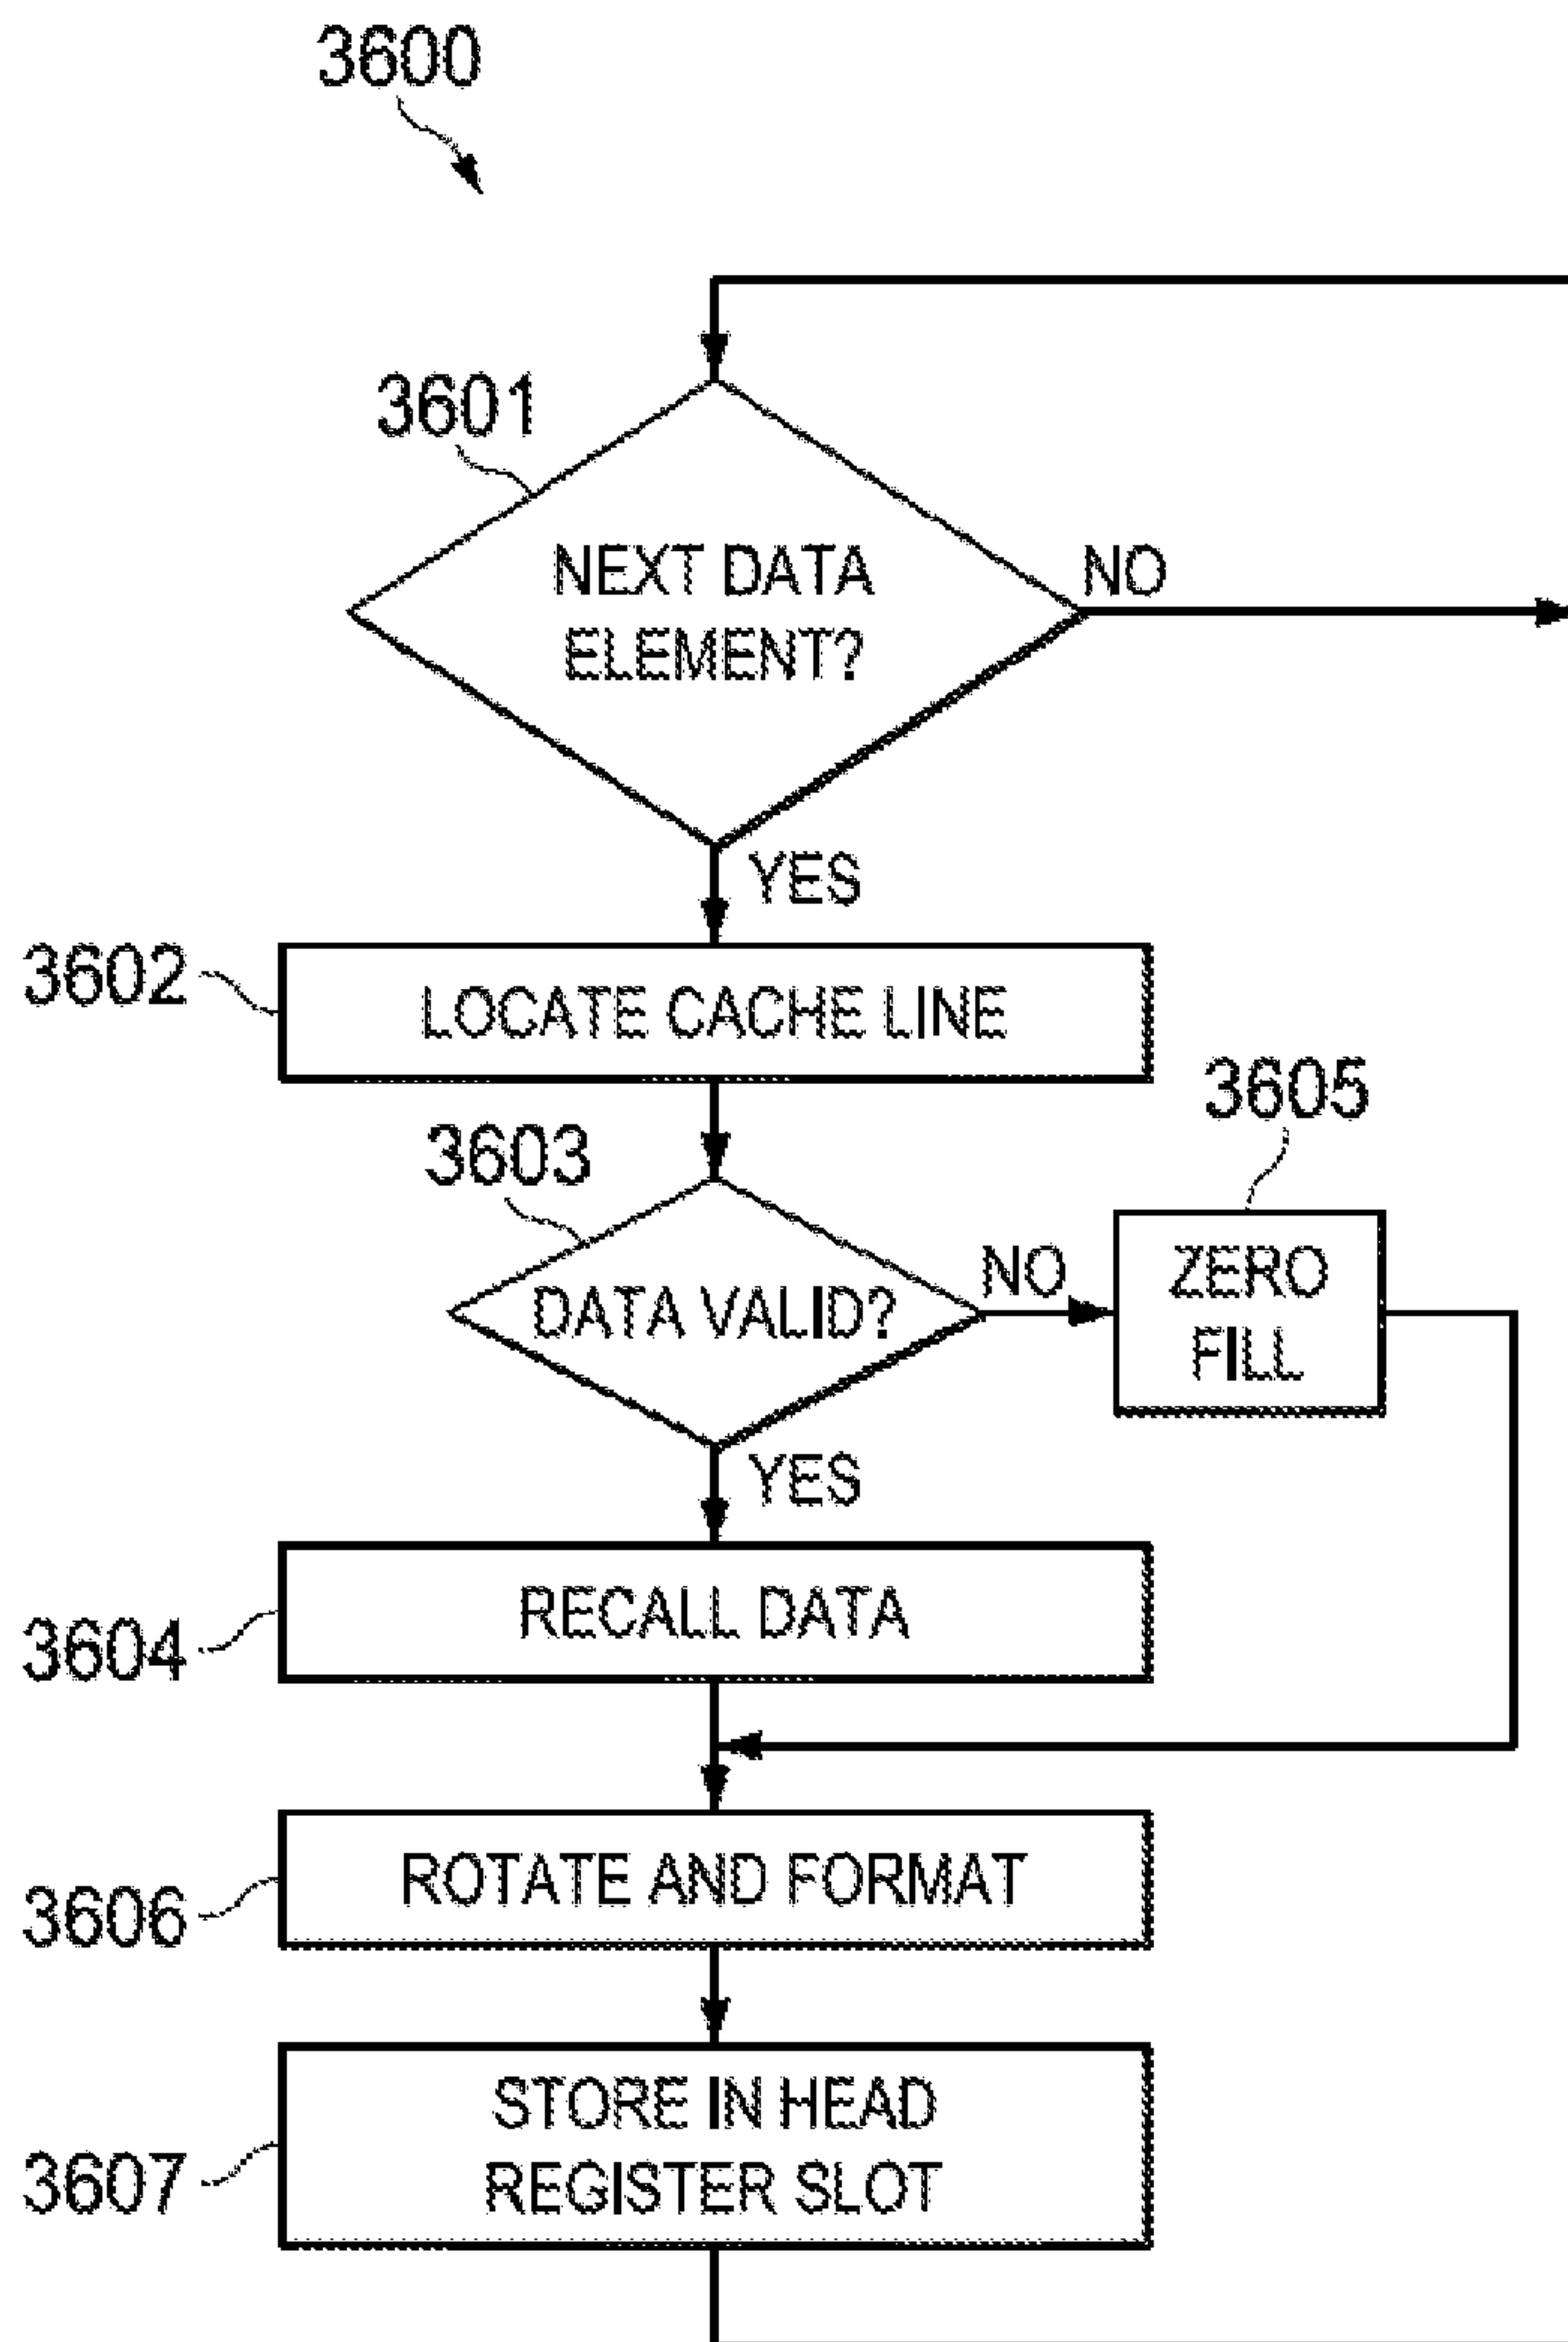 3600
3601
NEXT DATA
ELEMENT?
NO
YES
3602
LOCATE CACHE LINE
3605
3603
DATA VALID?
NO
ZERO
FILL
YES
RECALL DATA
3604
ROTATE AND FORMAT
3606
STORE IN HEAD
REGISTER SLOT
3607